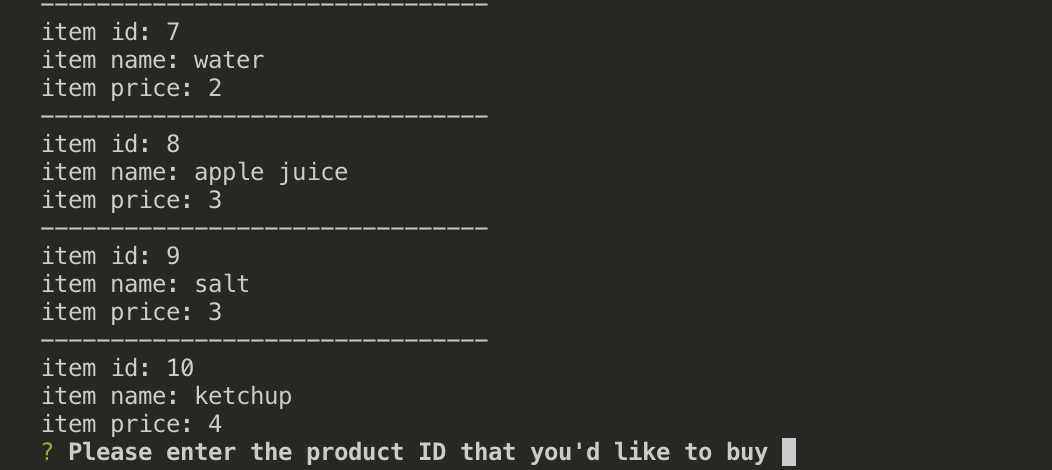 --------------------------------
item id: 7
item name: water
item price: 2
--------------------------------
item id: 8
item name: apple juice
item price: 3
--------------------------------
item id: 9
item name: salt
item price: 3
--------------------------------
item id: 10
item name: ketchup
item price: 4
? Please enter the product ID that you'd like to buy